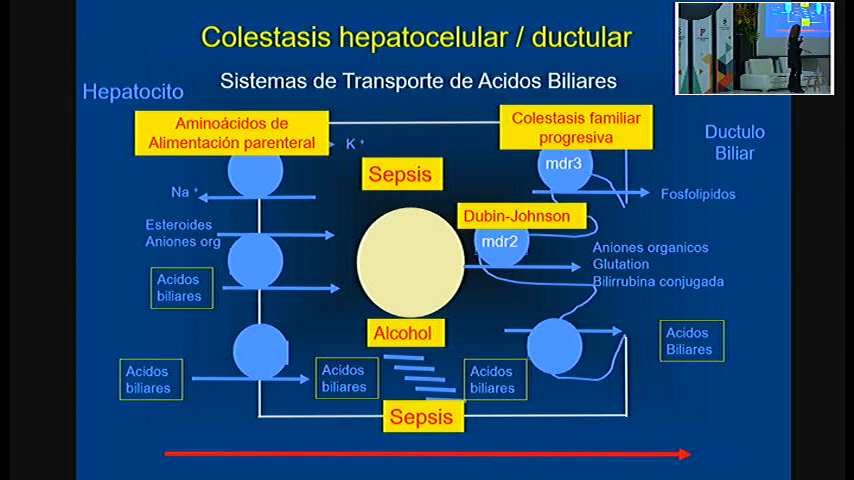 Colestasis hepatocelular / ductular
Sistemas de Transporte de Acidos Biliares
Hepatocito
Aminoácidos de
Alimentación parenteral
K +
Colestasis familiar
progresiva
Ductulo
Biliar
mdr3
Sepsis
Na +
Fosfolipidos
Dubin-Johnson
Esteroides
Aniones org
mdr2
Aniones organicos
Glutation
Bilirrubina conjugada
Acidos
biliares
Alcohol
Acidos
Biliares
Acidos
biliares
Acidos
biliares
Acidos
biliares
Sepsis